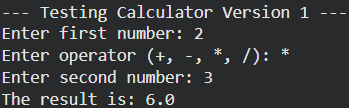 --- Testing Calculator Version 1 ---
Enter first number: 2
Enter operator (+, -, *, /): *
Enter second number: 3
The result is: 6.0